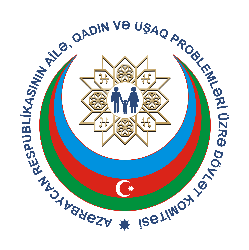 AZƏRBAYCAN RESPUBLİKASININ AİLƏ, QADIN VƏ UŞAQ PROBLEMLƏRİ ÜZRƏ DÖVLƏT KOMİTƏSİ